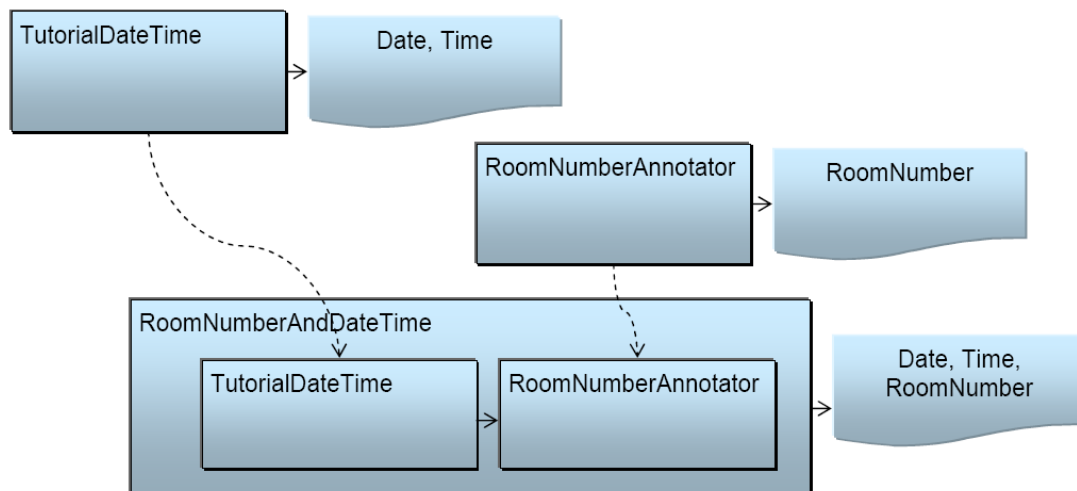 TutorialDateTime
Date, Time
RoomNumberAnnotator
RoomNumber
RoomNumberAndDateTime
TutorialDateTime
RoomNumberAnnotator
Date, Time,
RoomNumber